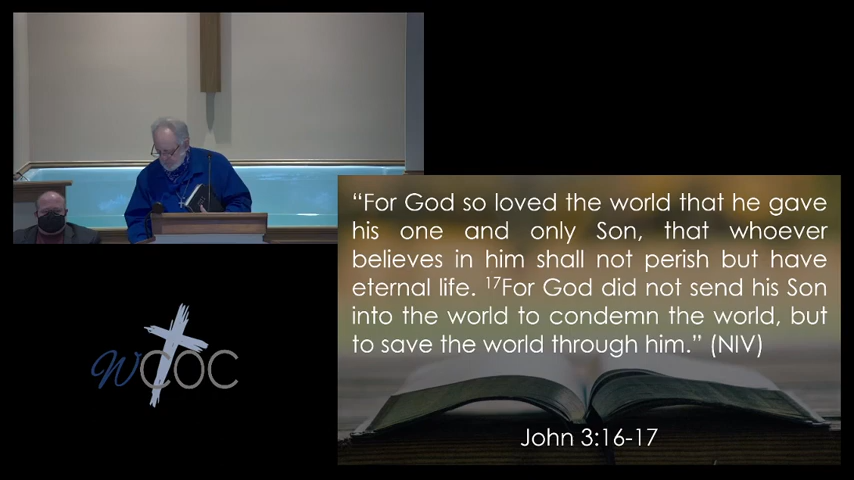 “For God so loved the world that he gave
his one and only Son, that whoever
believes in him shall not perish but have
eternal life. ¹⁷For God did not send his Son
into the world to condemn the world, but
to save the world through him.” (NIV)
John 3:16-17
WCOC